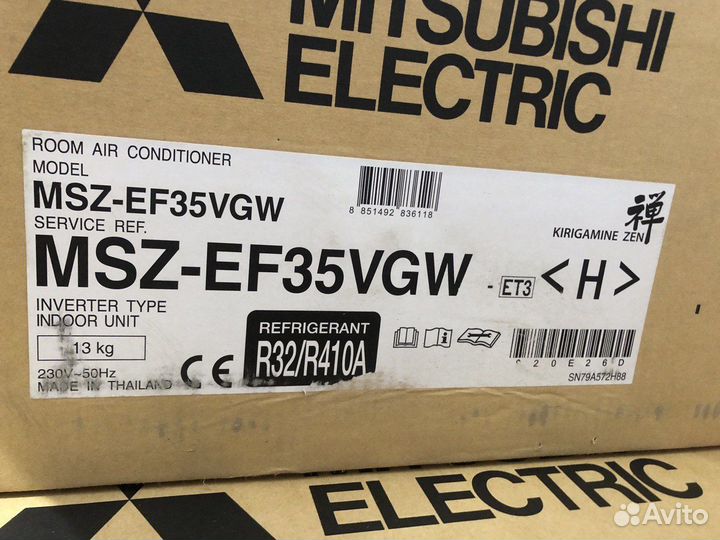 MITSUBISHI
ELECTRIC
ROOM AIR CONDITIONER
MODEL
MSZ-EF35VGW
8 851492 836118
SERVICE REF.
MSZ-EF35VGW - ET3 <H>
禅
KIRIGAMINE ZEN
INVERTER TYPE
INDOOR UNIT
13 kg
230V~50Hz
MADE IN THAILAND
CE
REFRIGERANT
R32/R410A
20E26D
SN79A572H88
ELECTRIC
Avito